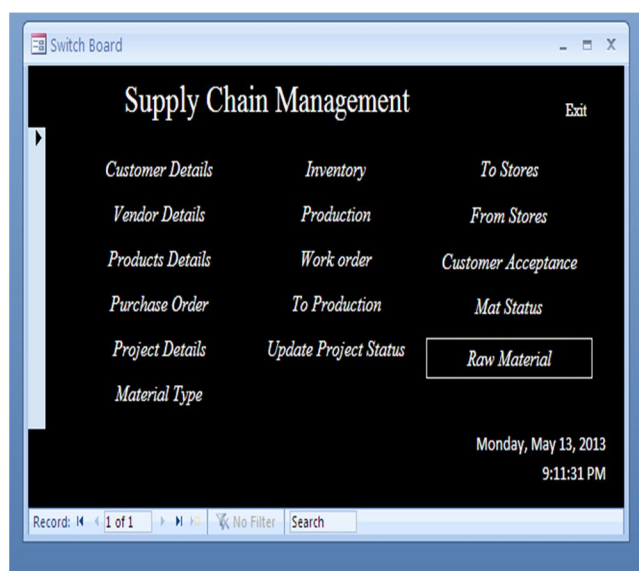 Switch Board
Supply Chain Management
Exit
Customer Details Inventory To Stores
Vendor Details Production From Stores
Products Details Work order Customer Acceptance
Purchase Order To Production Mat Status
Project Details Update Project Status Raw Material
Material Type
Monday, May 13, 2013
9:11:31 PM
Record: 1 of 1 No Filter Search